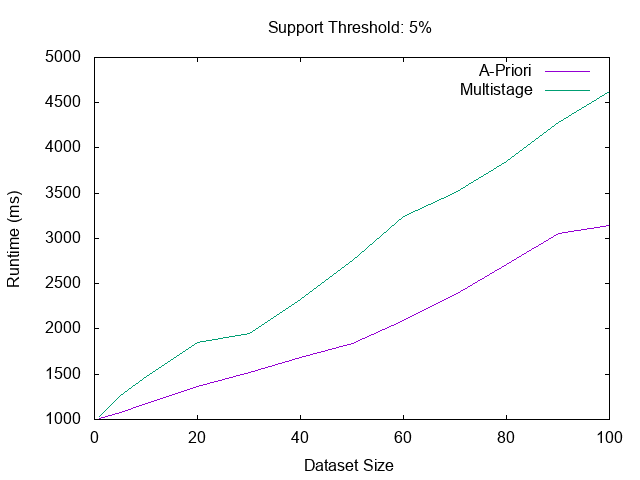 Support Threshold: 5%
A-Priori
Multistage
5000
4500
4000
3500
3000
2500
2000
1500
1000
Runtime (ms)
0 20 40 60 80 100
Dataset Size